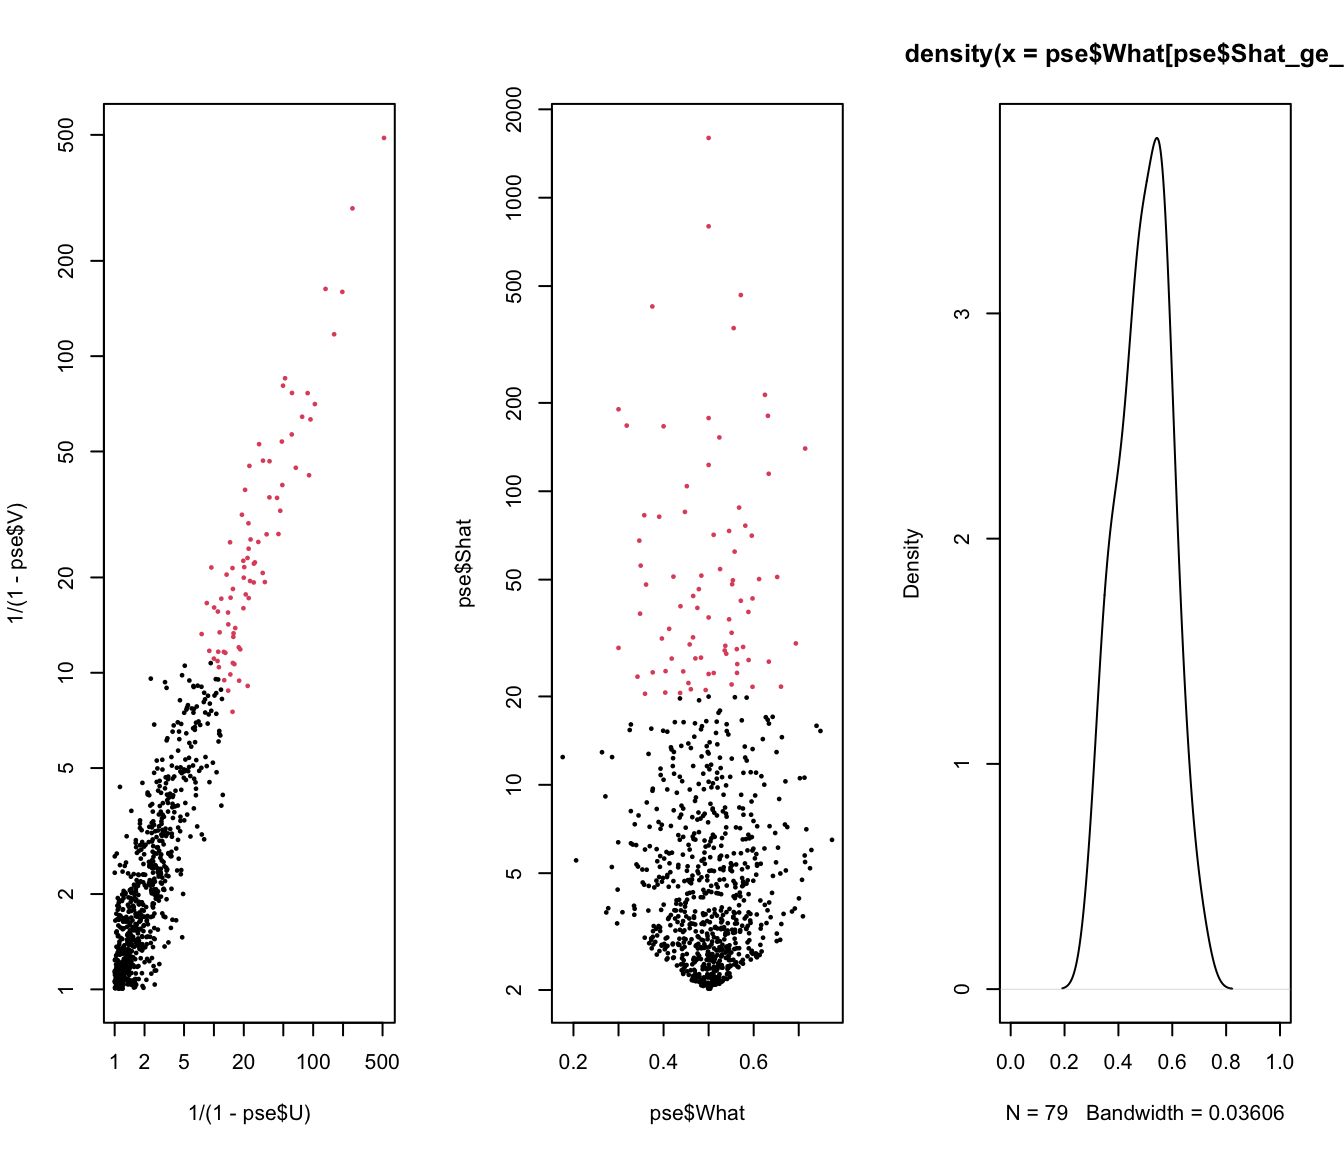 density(x = pse$What[pse$Shat_ge_
1/(1 - pse$V)
500
200
100
50
20
10
5
2
1
1 2 5 20 100 500
1/(1 - pse$U)
pse$Shat
2000
1000
500
200
100
50
20
10
5
2
0.2 0.4 0.6
pse$What
Density
3
2
1
0
0.0 0.2 0.4 0.6 0.8 1.0
N = 79 Bandwidth = 0.03606